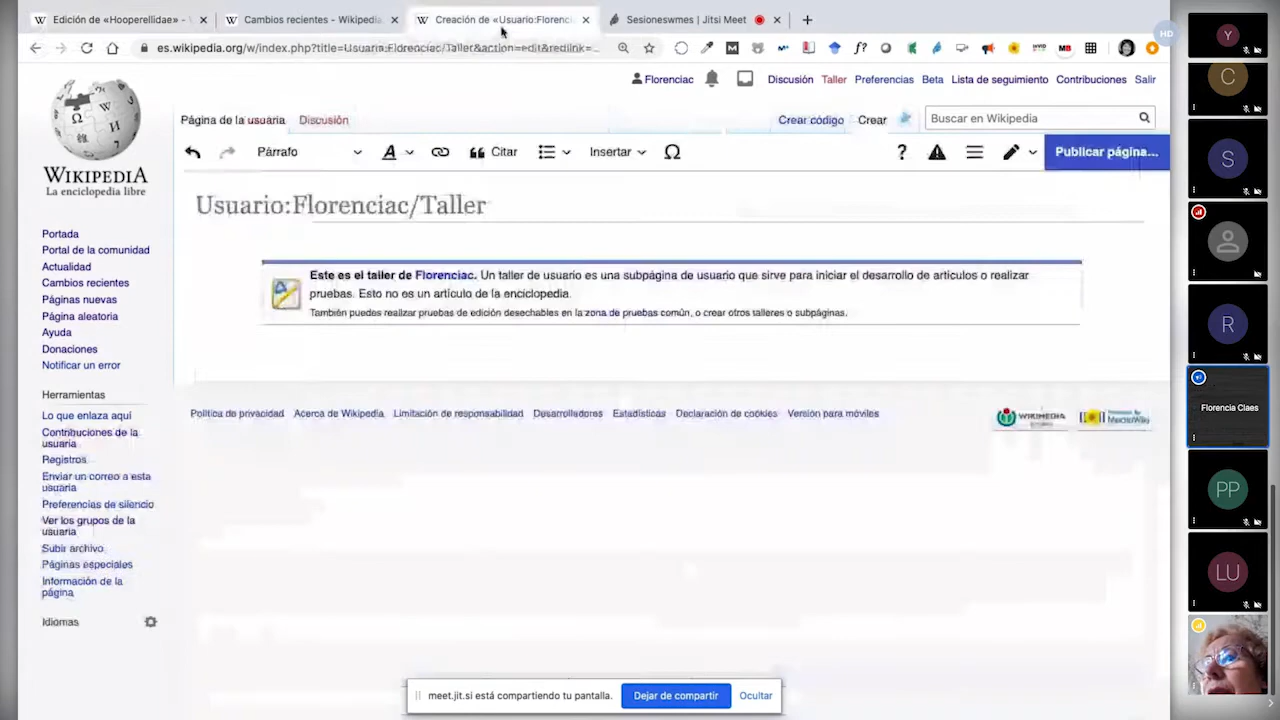 Edición de «Hooperellidae» -
Cambios recientes - Wikipedia
Creación de «Usuario:Florenci
Sesioneswmes | Jitsi Meet
es.wikipedia.org/w/index.php?title=Usuario:Florenciac/Taller&action=edit&redlink=...
HD
Florenciac
Discusión
Taller
Preferencias
Beta
Lista de seguimiento
Contribuciones
Salir
Página de la usuaria
Discusión
Crear código
Crear
Buscar en Wikipedia
Párrafo
A
Citar
Insertar
Ω
?
Publicar página...
WIKIPEDIA
La enciclopedia libre
Usuario:Florenciac/Taller
Este es el taller de Florenciac. Un taller de usuario es una subpágina de usuario que sirve para iniciar el desarrollo de artículos o realizar
pruebas. Esto no es un artículo de la enciclopedia.
También puedes realizar pruebas de edición desechables en la zona de pruebas común, o crear otros talleres o subpáginas.
Portada
Portal de la comunidad
Actualidad
Cambios recientes
Páginas nuevas
Página aleatoria
Ayuda
Donaciones
Notificar un error
Herramientas
Lo que enlaza aquí
Contribuciones de la
usuaria
Registros
Enviar un correo a esta
usuaria
Preferencias de silencio
Ver los grupos de la
usuaria
Subir archivo
Páginas especiales
Información de la
página
Idiomas
Política de privacidad
Acerca de Wikipedia
Limitación de responsabilidad
Desarrolladores
Estadísticas
Declaración de cookies
Versión para móviles
WIKIMEDIA
MediaWiki
meet.jit.si está compartiendo tu pantalla.
Dejar de compartir
Ocultar
Y
C
S
R
Florencia Claes
PP
LU